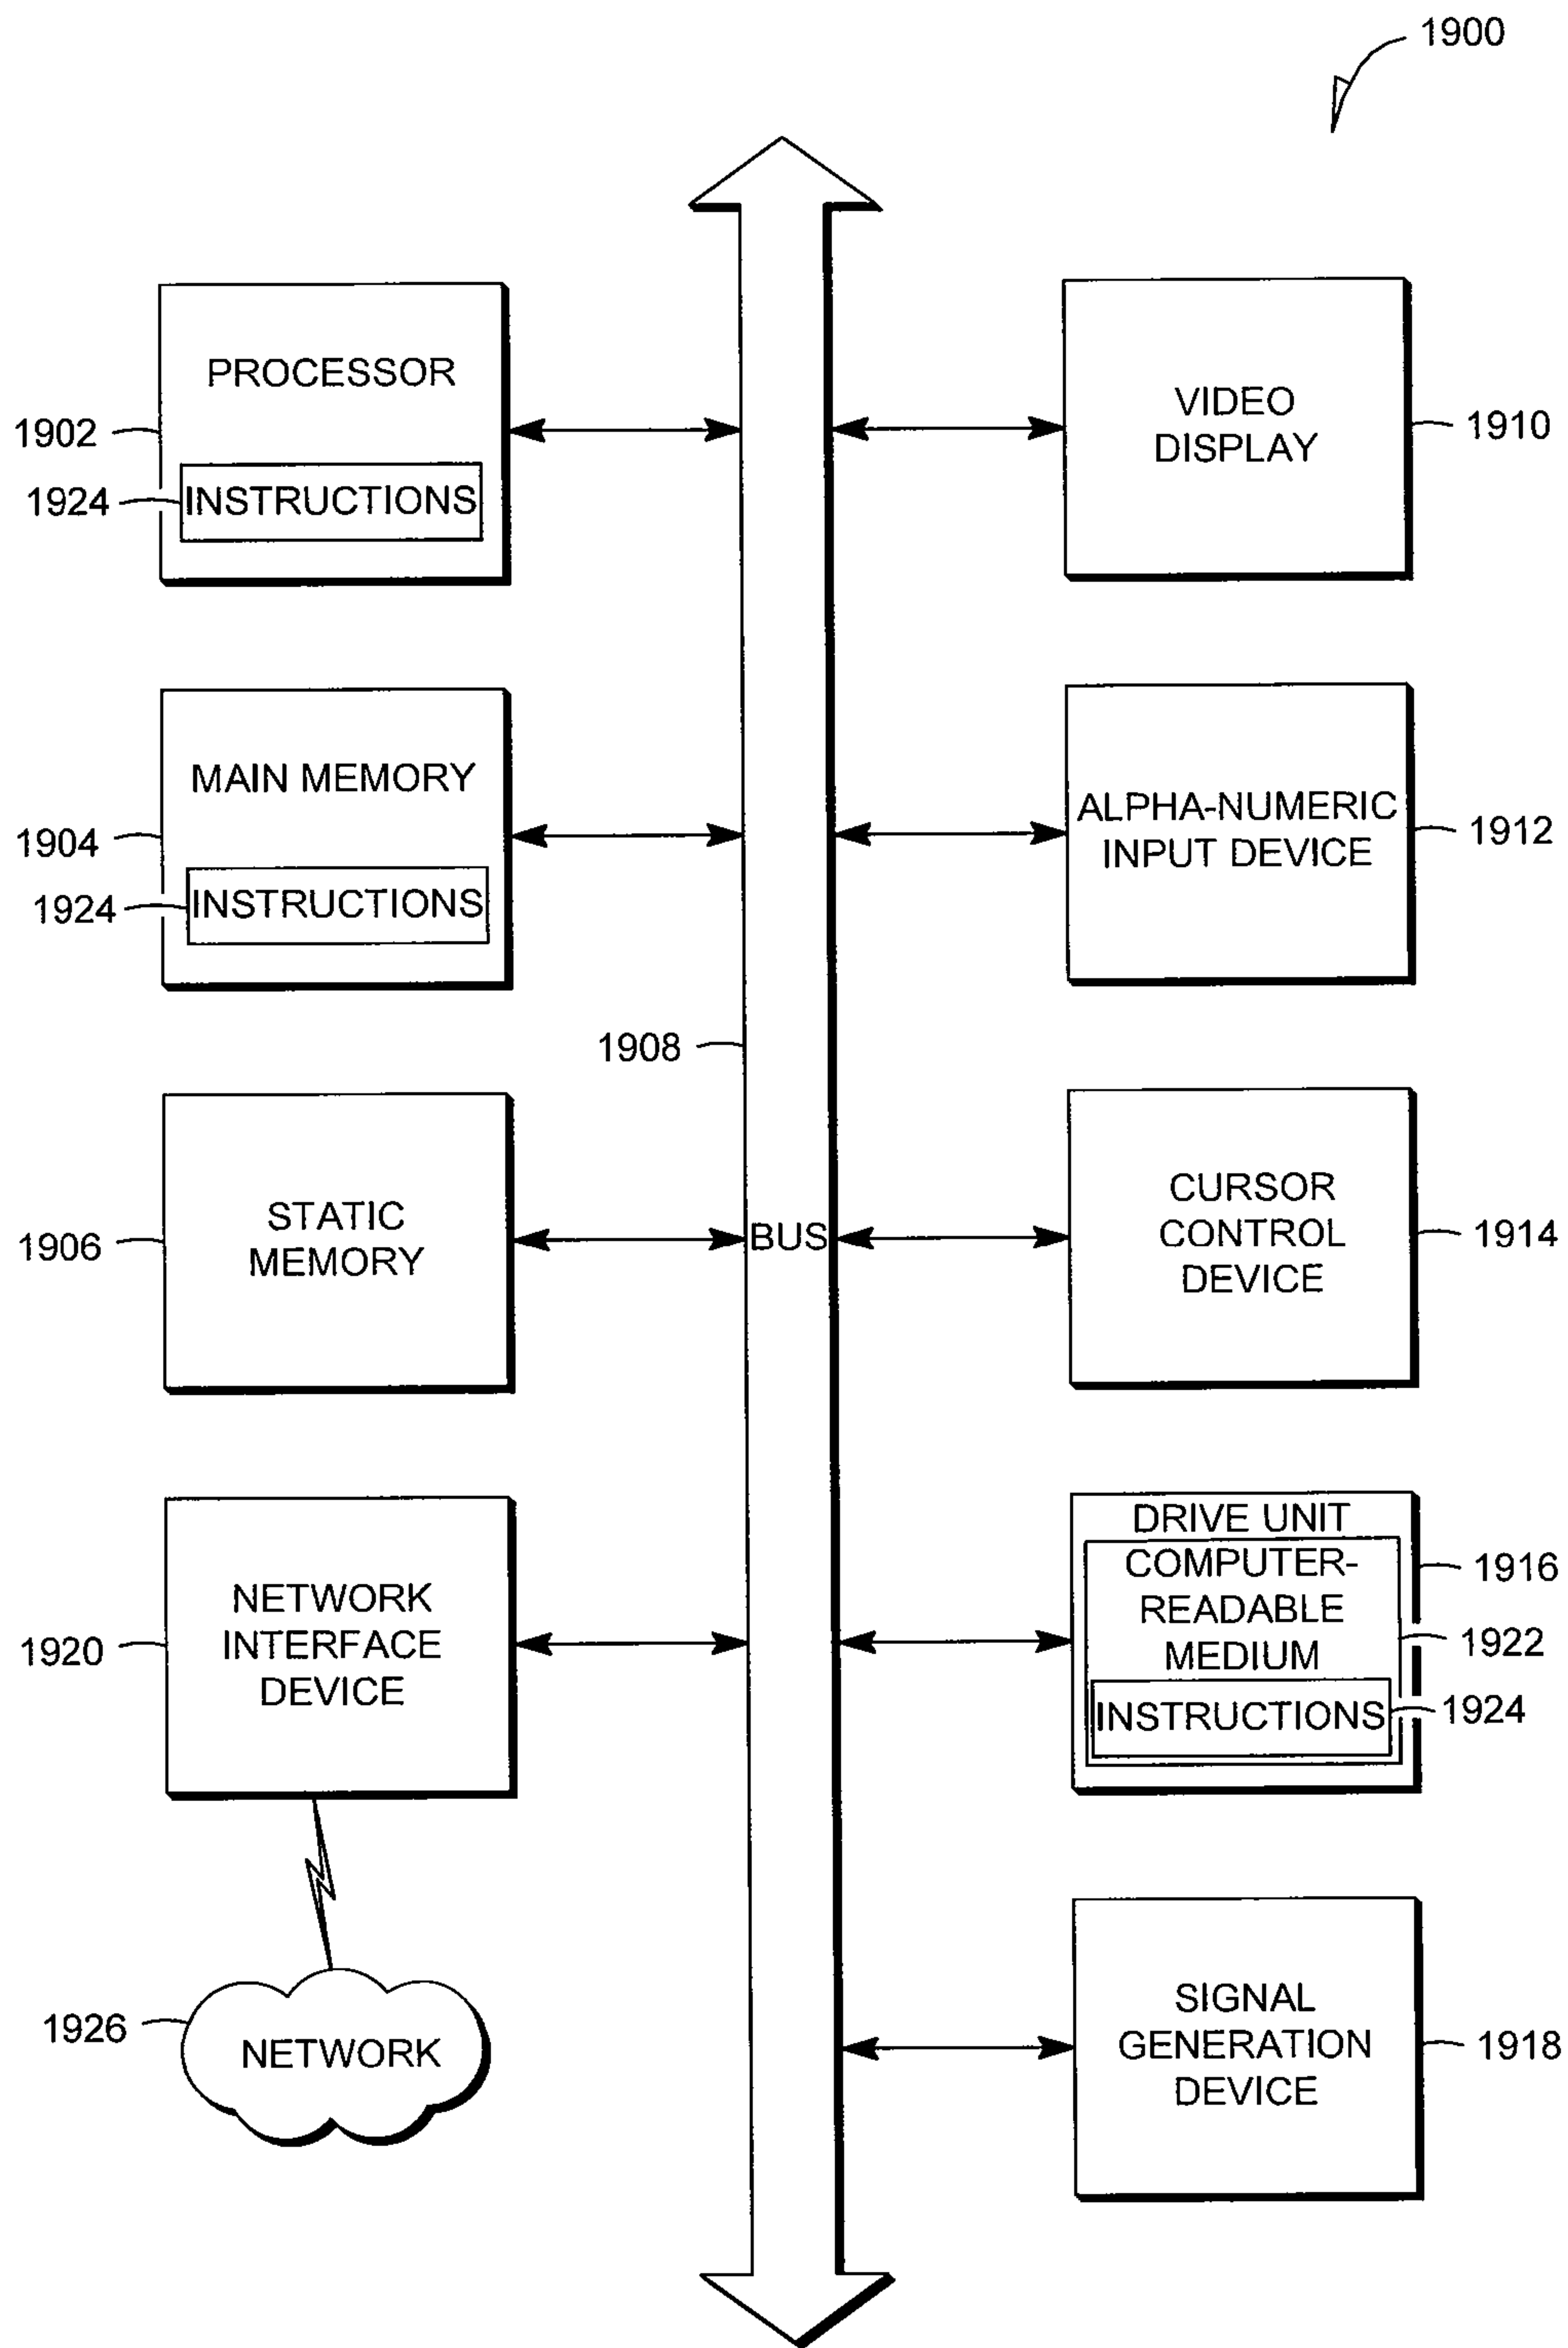 1900
PROCESSOR
1902
1924
INSTRUCTIONS
MAIN MEMORY
1904
1924
INSTRUCTIONS
1908
STATIC
MEMORY
1906
BUS
NETWORK
INTERFACE
DEVICE
1920
1926
NETWORK
VIDEO
DISPLAY
1910
ALPHA-NUMERIC
INPUT DEVICE
1912
CURSOR
CONTROL
DEVICE
1914
DRIVE UNIT
COMPUTER-
READABLE
MEDIUM
1916
1922
INSTRUCTIONS
1924
SIGNAL
GENERATION
DEVICE
1918